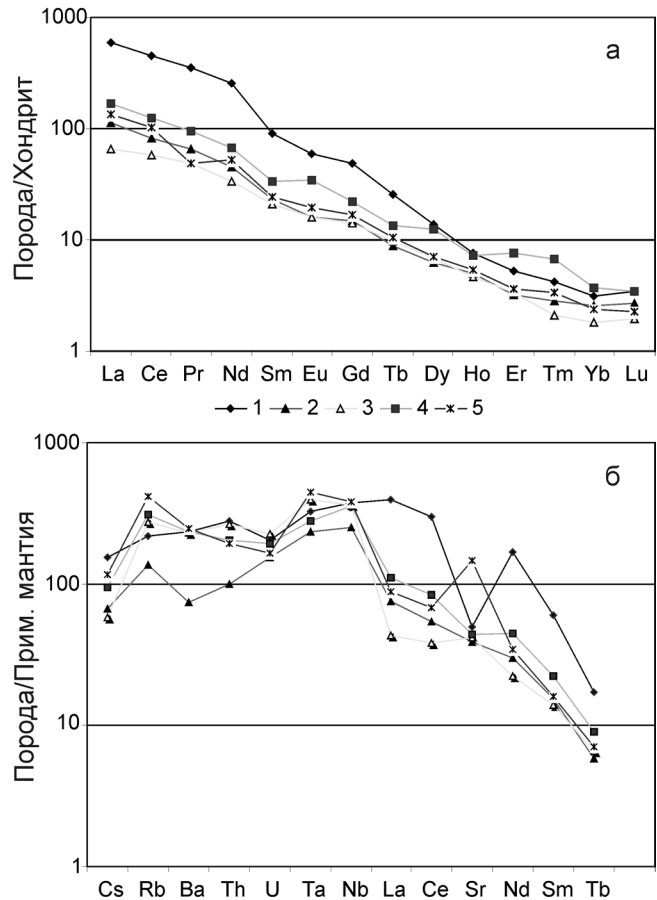 1000
а
100
10
1
Порода/Хондрит
La Ce Pr Nd Sm Eu Gd Tb Dy Ho Er Tm Yb Lu
1 2 3 4 5
1000
б
100
10
1
Порода/Прим. мантия
Cs Rb Ba Th U Ta Nb La Ce Sr Nd Sm Tb